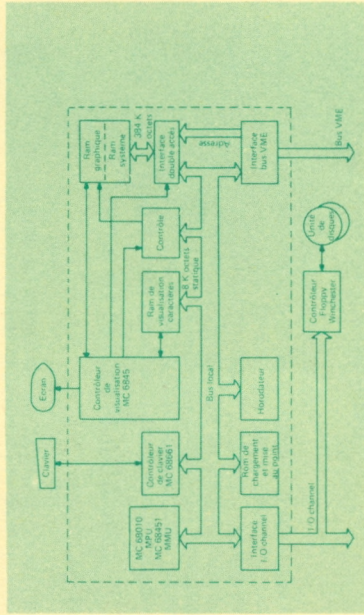 Clavier
Ecran
MC 68010
MPU
MC 68451
MMU
Contrôleur
de clavier
MC 68661
Contrôleur
de
visualisation
MC 6845
Ram de
visualisation
caractères
Contrôle
Ram
graphique
Ram
système
384 K
octets
Interface
double accès
8 K octets
statique
Adresse
Bus local
Interface
I/O channel
Rom de
chargement
et mise
au point
Horodateur
Interface
bus VME
I/O channel
Contrôleur
Floppy
Winchester
Unité
de
disques
Bus VME